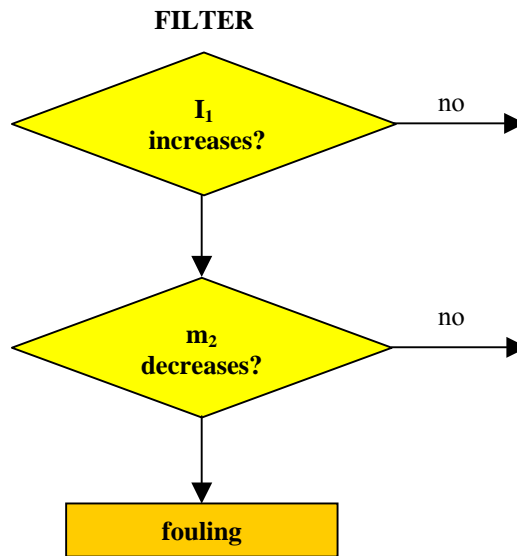 FILTER
I₁
increases?
no
m₂
decreases?
no
fouling